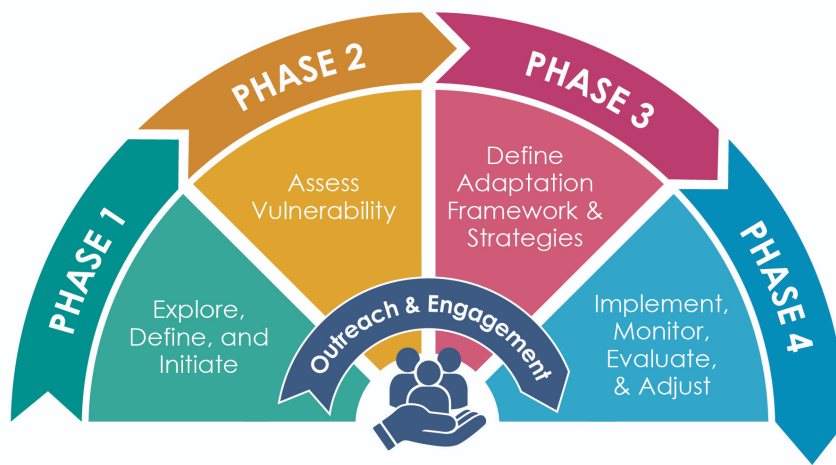 PHASE 1
Explore,
Define, and
Initiate
PHASE 2
Assess
Vulnerability
PHASE 3
Define
Adaptation
Framework &
Strategies
PHASE 4
Implement,
Monitor,
Evaluate,
& Adjust
Outreach & Engagement